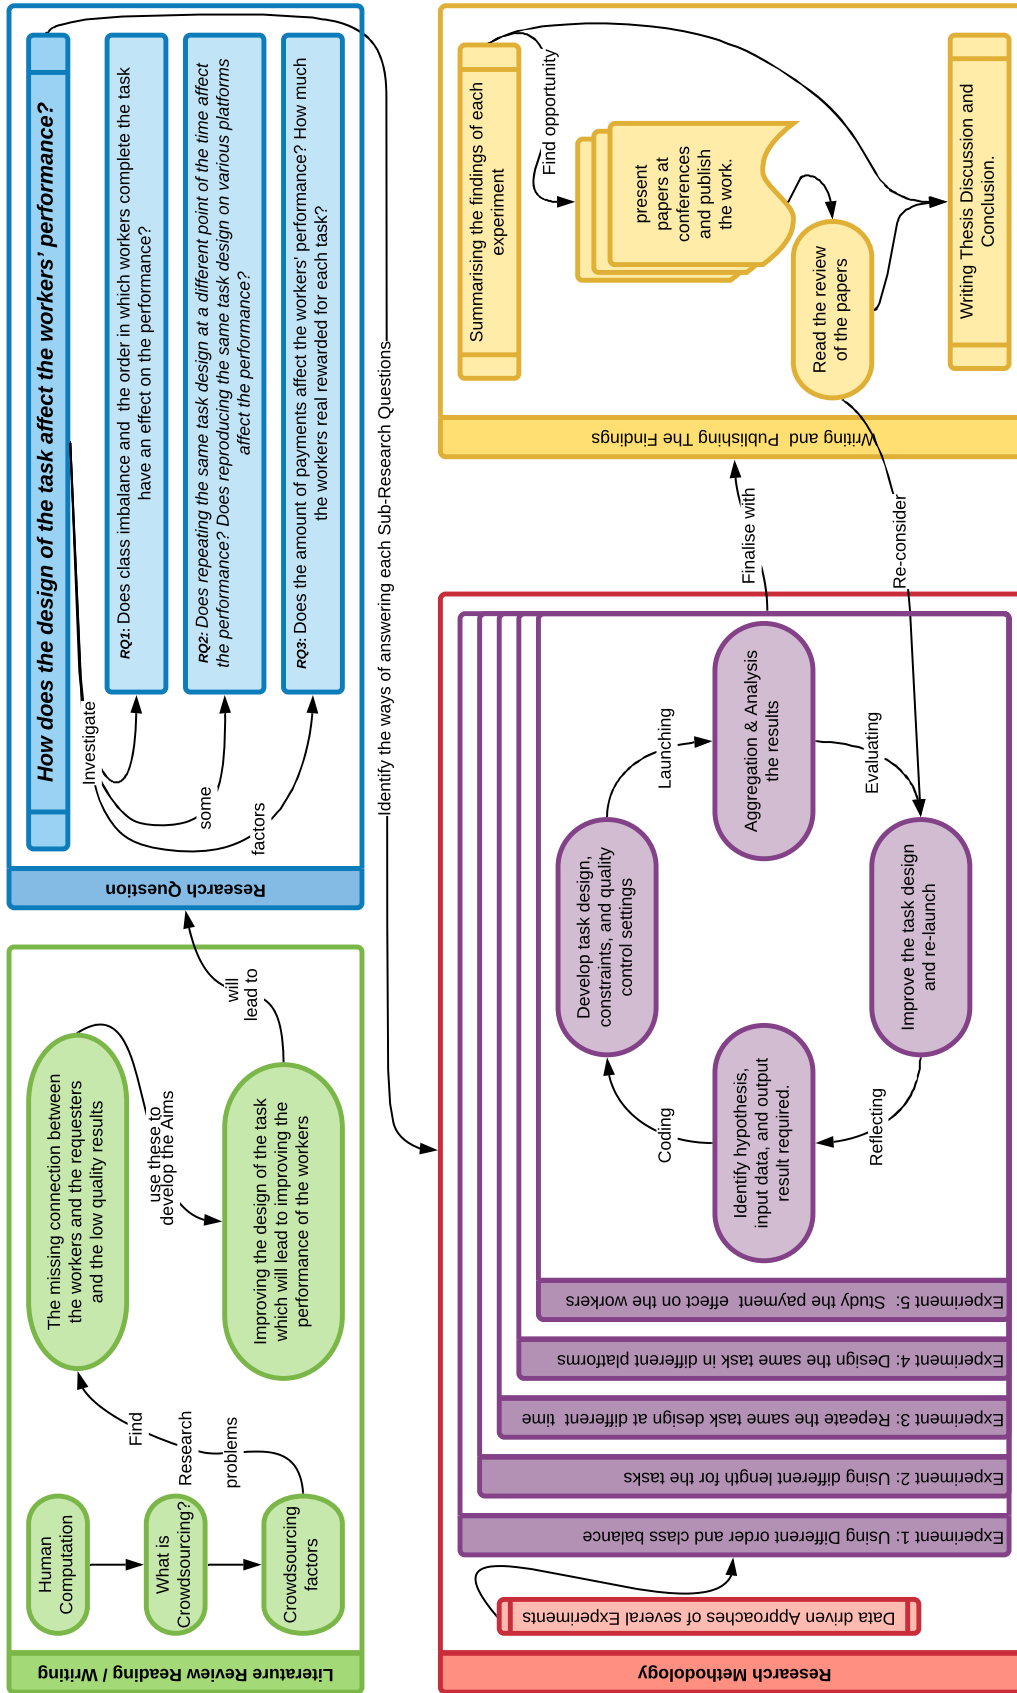 Literature Review Reading / Writing
Human
Computation
What is
Crowdsourcing?
Crowdsourcing
factors
Find
Research
problems
The missing connection between
the workers and the requesters
and the low quality results
use these to
develop the Aims
Improving the design of the task
which will lead to improving the
performance of the workers
will
lead to
Research Question
How does the design of the task affect the workers' performance?
Investigate
some
factors
RQ1: Does class imbalance and the order in which workers complete the task
have an effect on the performance?
RQ2: Does repeating the same task design at a different point of the time affect
the performance? Does reproducing the same task design on various platforms
affect the performance?
RQ3: Does the amount of payments affect the workers' performance? How much
the workers real rewarded for each task?
Identify the ways of answering each Sub-Research Questions
Research Methodology
Data driven Approaches of several Experiments
Experiment 1: Using Different order and class balance
Experiment 2: Using different length for the tasks
Experiment 3: Repeate the same task design at different time
Experiment 4: Design the same task in different platforms
Experiment 5: Study the payment effect on the workers
Identify hypothesis,
input data, and output
result required.
Coding
Develop task design,
constraints, and quality
control settings
Launching
Aggregation & Analysis
the results
Evaluating
Improve the task design
and re-launch
Reflecting
Finalise with
Re-consider
Writing and Publishing The Findings
Summarising the findings of each
experiment
Find opportunity
present
papers at
conferences
and publish
the work.
Read the review
of the papers
Writing Thesis Discussion and
Conclusion.